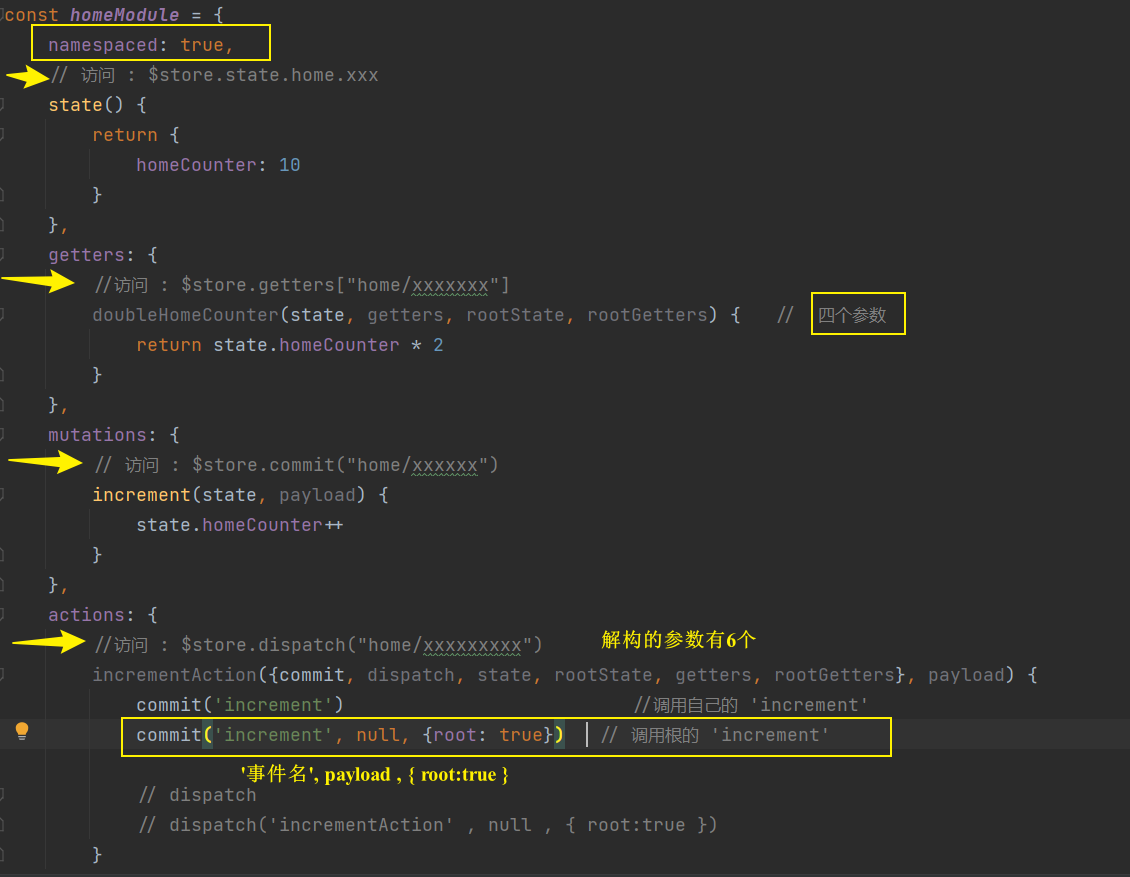 const homeModule = {
    namespaced: true,
    // 访问 : $store.state.home.xxx
    state() {
        return {
            homeCounter: 10
        }
    },
    getters: {
        //访问 : $store.getters["home/xxxxxxx"]
        doubleHomeCounter(state, getters, rootState, rootGetters) {   // 四个参数
            return state.homeCounter * 2
        }
    },
    mutations: {
        // 访问 : $store.commit("home/xxxxxx")
        increment(state, payload) {
            state.homeCounter++
        }
    },
    actions: {
        //访问 : $store.dispatch("home/xxxxxxxxx")    解构的参数有6个
        incrementAction({commit, dispatch, state, rootState, getters, rootGetters}, payload) {
            commit('increment')    //调用自己的 'increment'
            commit('increment', null, {root: true})    // 调用根的 'increment'
            '事件名', payload , { root:true }
            // dispatch
            // dispatch('incrementAction' , null , { root:true })
        }